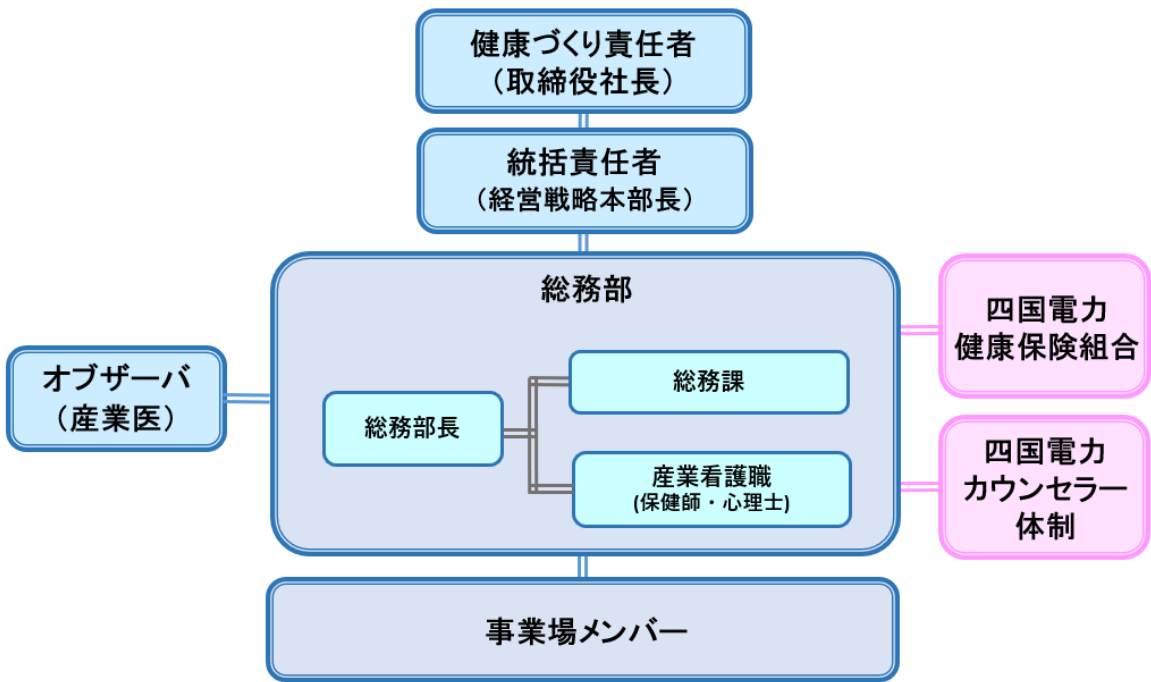 健康づくり責任者
（取締役社長）
統括責任者
（経営戦略本部長）
総務部
四国電力
健康保険組合
オブザーバ
（産業医）
総務部長
総務課
産業看護職
(保健師・心理士)
四国電力
カウンセラー
体制
事業場メンバー